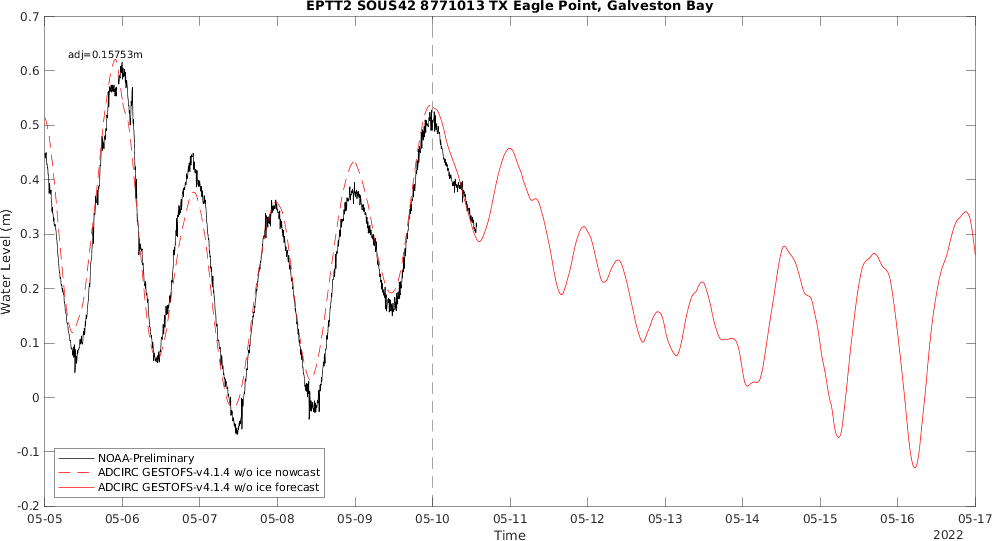 EPTT2 SOUS42 8771013 TX Eagle Point, Galveston Bay
adj=0.15753m
0.7
0.6
0.5
0.4
0.3
0.2
0.1
0
-0.1
-0.2
Water Level (m)
NOAA-Preliminary
ADCIRC GESTOFS-v4.1.4 w/o ice nowcast
ADCIRC GESTOFS-v4.1.4 w/o ice forecast
05-05 05-06 05-07 05-08 05-09 05-10 05-11 05-12 05-13 05-14 05-15 05-16 05-17
Time
2022